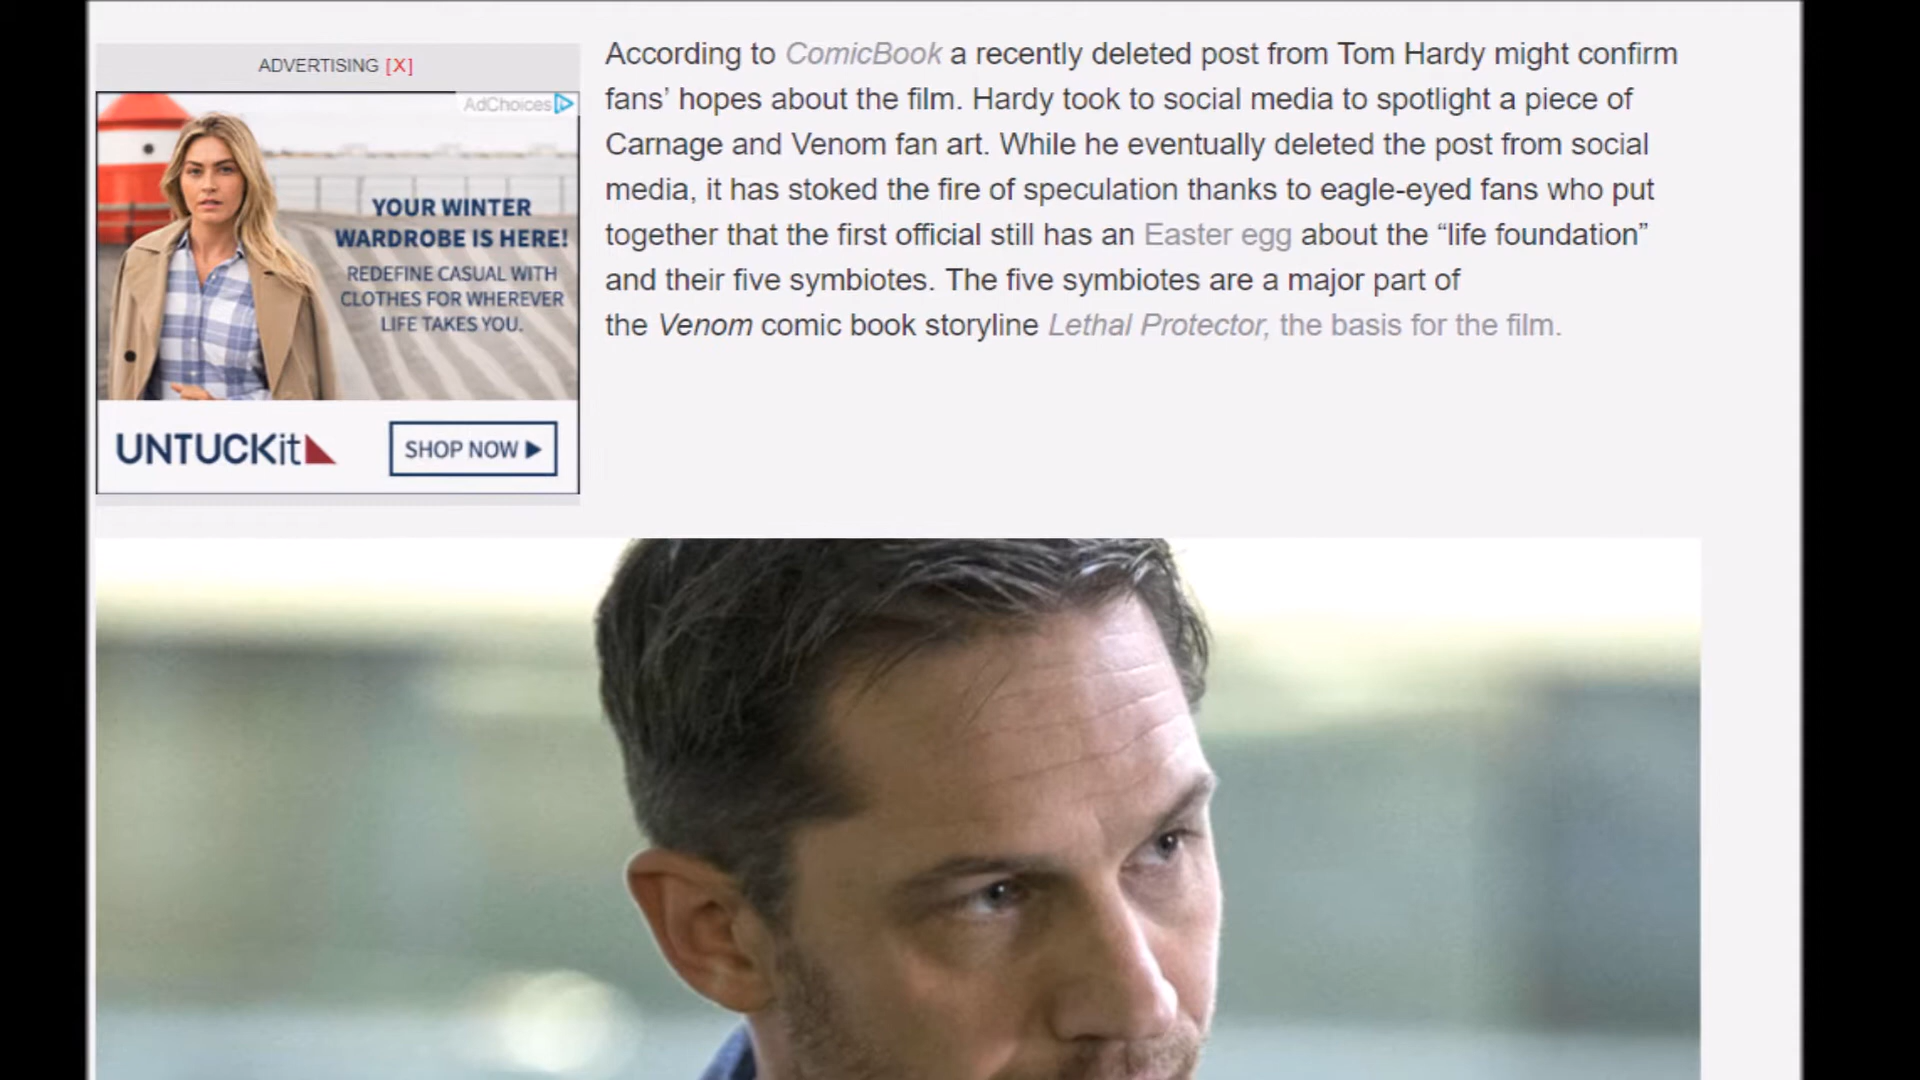 ADVERTISING [X]
AdChoices
YOUR WINTER
WARDROBE IS HERE!
REDEFINE CASUAL WITH
CLOTHES FOR WHEREVER
LIFE TAKES YOU.
UNTUCKit
SHOP NOW
According to ComicBook a recently deleted post from Tom Hardy might confirm
fans’ hopes about the film. Hardy took to social media to spotlight a piece of
Carnage and Venom fan art. While he eventually deleted the post from social
media, it has stoked the fire of speculation thanks to eagle-eyed fans who put
together that the first official still has an Easter egg about the “life foundation”
and their five symbiotes. The five symbiotes are a major part of
the Venom comic book storyline Lethal Protector, the basis for the film.